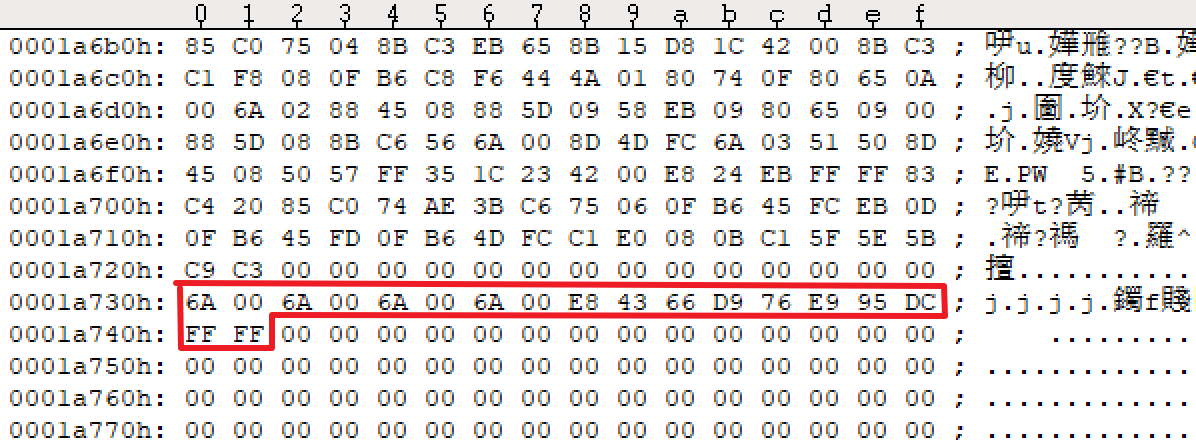 0 1 2 3 4 5 6 7 8 9 a b c d e f
0001a6b0h: 85 C0 75 04 8B C3 EB 65 8B 15 D8 1C 42 00 8B C3 ; 呷u.嬅雅??B.嬅
0001a6c0h: C1 F8 08 0F B6 C8 F6 44 4A 01 80 74 0F 80 65 0A ; 柳..度鯀J.€t.€
0001a6d0h: 00 6A 02 88 45 08 88 5D 09 58 EB 09 80 65 09 00 ; .j.圗.圿.X?€e
0001a6e0h: 88 5D 08 8B C6 56 6A 00 8D 4D FC 6A 03 51 50 8D ; 圿.嬈Vj.峂黬.
0001a6f0h: 45 08 50 57 FF 35 1C 23 42 00 E8 24 EB FF FF 83 ; E.PW 5.#B.??
0001a700h: C4 20 85 C0 74 AE 3B C6 75 06 0F B6 45 FC EB 0D ; ?呷t?苪..禘
0001a710h: 0F B6 45 FD 0F B6 4D FC C1 E0 08 0B C1 5F 5E 5B ; .禘?禡 ?.羅^
0001a720h: C9 C3 00 00 00 00 00 00 00 00 00 00 00 00 00 00 ; 擅...........
0001a730h: 6A 00 6A 00 6A 00 6A 00 E8 43 66 D9 76 E9 95 DC ; j.j.j.j.鐲f賤
0001a740h: FF FF 00 00 00 00 00 00 00 00 00 00 00 00 00 00 ; .........
0001a750h: 00 00 00 00 00 00 00 00 00 00 00 00 00 00 00 00 ; .............
0001a760h: 00 00 00 00 00 00 00 00 00 00 00 00 00 00 00 00 ; .............
0001a770h: 00 00 00 00 00 00 00 00 00 00 00 00 00 00 00 00 ; .............